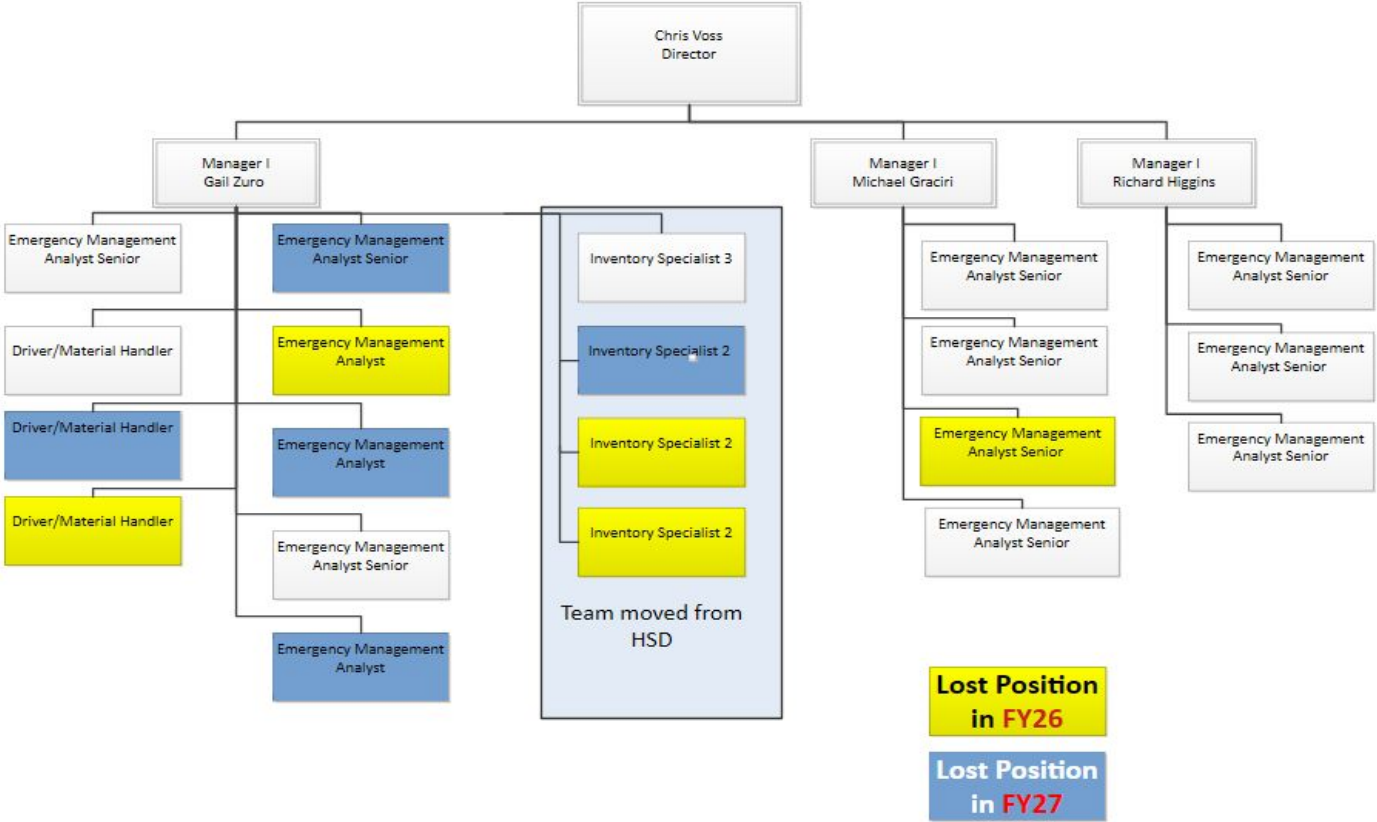 Chris Voss
Director
Manager I
Gail Zuro
Manager I
Michael Graciri
Manager I
Richard Higgins
Emergency Management
Analyst Senior
Driver/Material Handler
Driver/Material Handler
Driver/Material Handler
Emergency Management
Analyst Senior
Emergency Management
Analyst
Emergency Management
Analyst
Emergency Management
Analyst Senior
Emergency Management
Analyst
Inventory Specialist 3
Inventory Specialist 2
Inventory Specialist 2
Inventory Specialist 2
Team moved from
HSD
Emergency Management
Analyst Senior
Emergency Management
Analyst Senior
Emergency Management
Analyst Senior
Emergency Management
Analyst Senior
Emergency Management
Analyst Senior
Emergency Management
Analyst Senior
Emergency Management
Analyst Senior
Lost Position
in FY26
Lost Position
in FY27